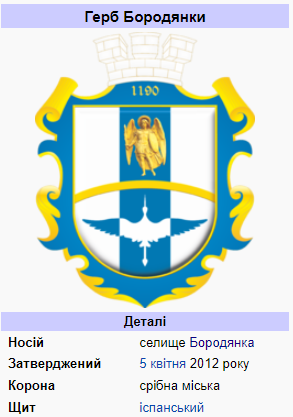 Герб Бородянки
1190
Деталі
Носій селище Бородянка
Затверджений 5 квітня 2012 року
Корона срібна міська
Щит іспанський